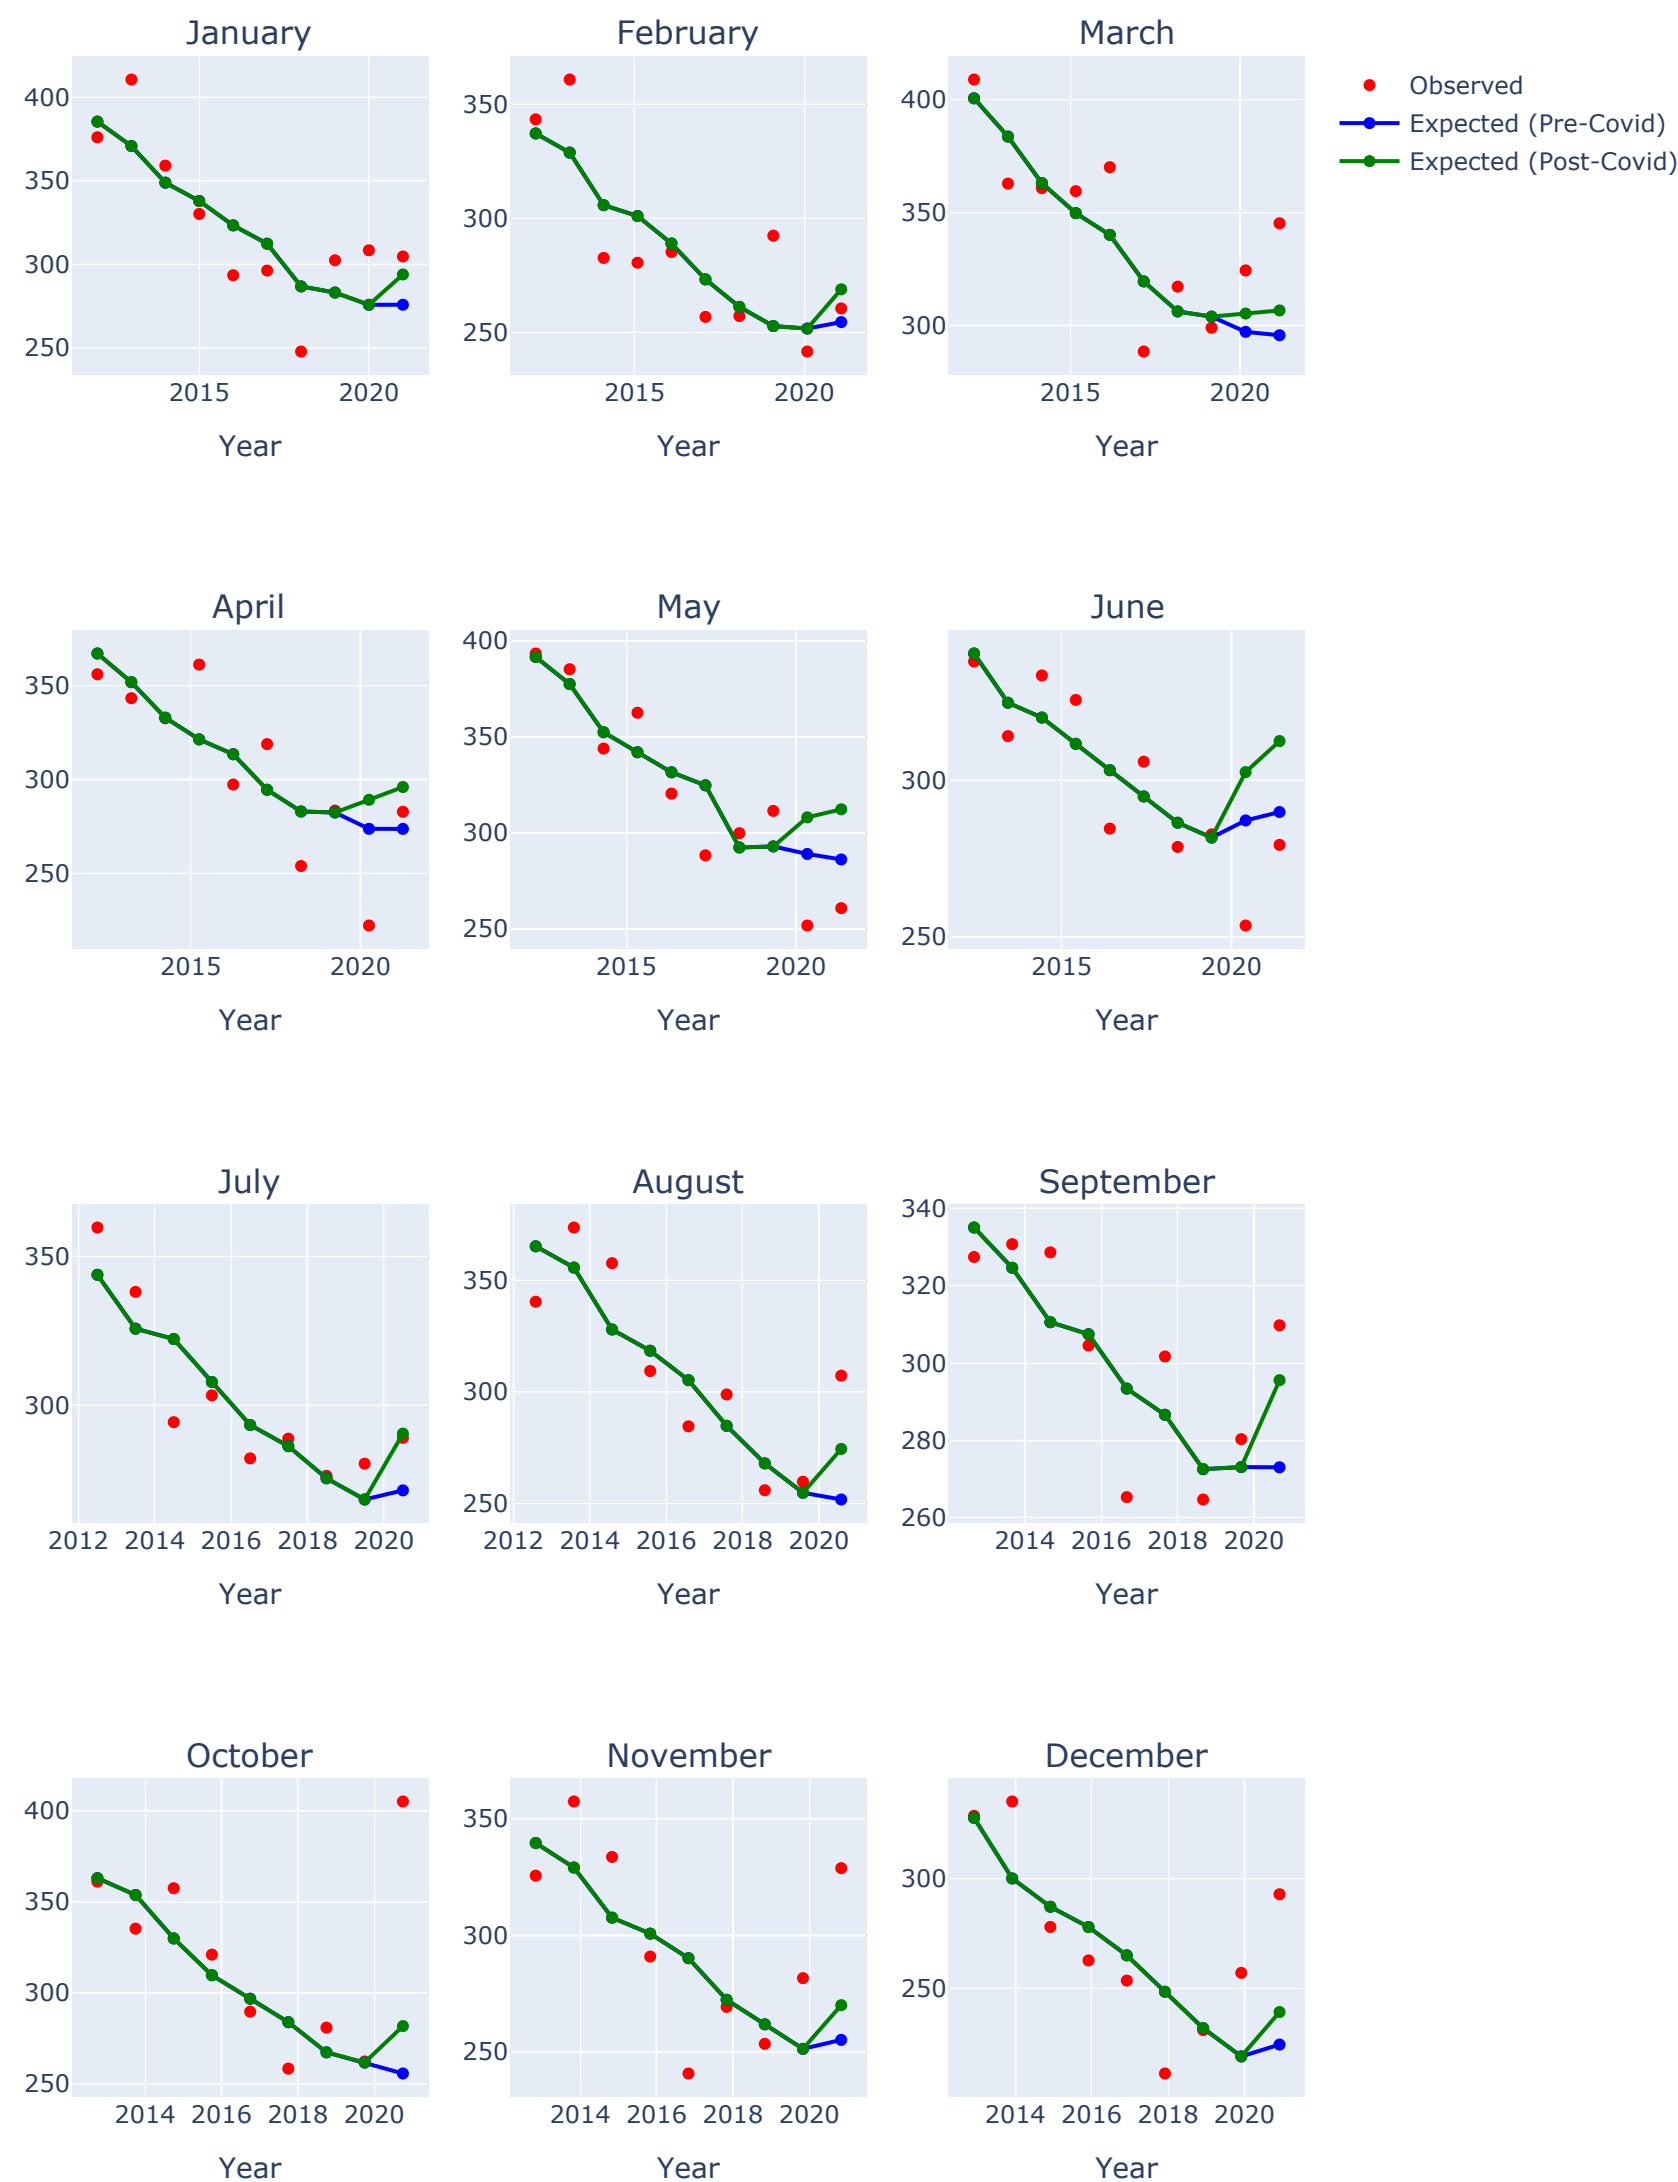 January
February
March
Observed
Expected (Pre-Covid)
Expected (Post-Covid)
400
350
300
250
2015
2020
Year
350
300
250
2015
2020
Year
400
350
300
2015
2020
Year
April
May
June
350
300
250
2015
2020
Year
400
350
300
250
2015
2020
Year
300
250
2015
2020
Year
July
August
September
350
300
2012
2014
2016
2018
2020
Year
350
300
250
2012
2014
2016
2018
2020
Year
340
320
300
280
260
2014
2016
2018
2020
Year
October
November
December
400
350
300
250
2014
2016
2018
2020
Year
350
300
250
2014
2016
2018
2020
Year
300
250
2014
2016
2018
2020
Year